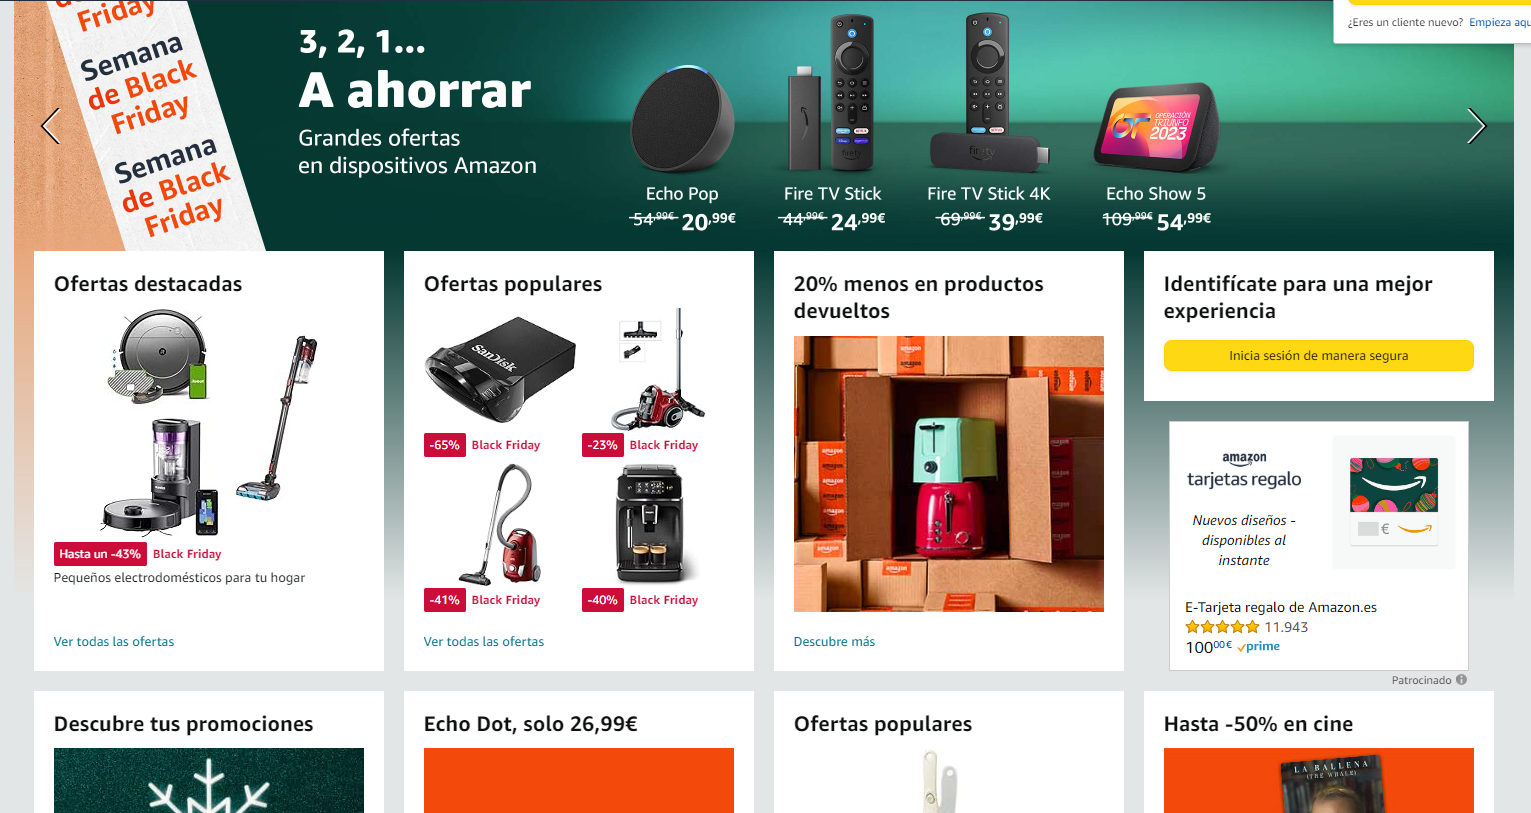 Friday
Semana
de Black
Friday
Semana
de Black
Friday
3, 2, 1...
A ahorrar
Grandes ofertas
en dispositivos Amazon
OPERACIÓN
TRIUNFO
2023
fire tv
Echo Pop
54,99€ 20,99€
Fire TV Stick
44,99€ 24,99€
Fire TV Stick 4K
69,99€ 39,99€
Echo Show 5
109,99€ 54,99€
¿Eres un cliente nuevo? Empieza aqu
Ofertas destacadas
Hasta un -43% Black Friday
Pequeños electrodomésticos para tu hogar
Ver todas las ofertas
Ofertas populares
SanDisk
-65% Black Friday
-23% Black Friday
-41% Black Friday
-40% Black Friday
Ver todas las ofertas
20% menos en productos
devueltos
amazon
Descubre más
Identifícate para una mejor
experiencia
Inicia sesión de manera segura
amazon
tarjetas regalo
Nuevos diseños -
disponibles al
instante
€
E-Tarjeta regalo de Amazon.es
11.943
100,00€ prime
Patrocinado
Descubre tus promociones
Echo Dot, solo 26,99€
Ofertas populares
Hasta -50% en cine
LA BALLENA
(THE WHALE)